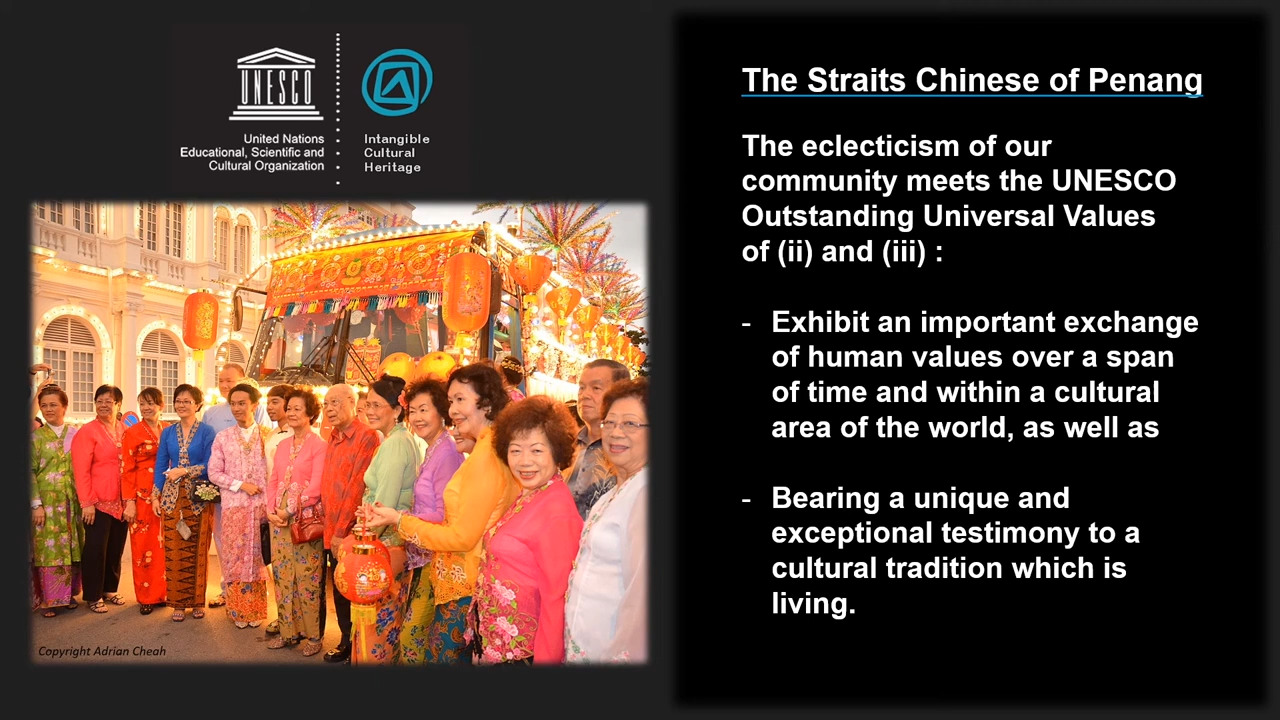 UNESCO
United Nations
Educational, Scientific and
Cultural Organization
Intangible
Cultural
Heritage
Copyright Adrian Cheah
The Straits Chinese of Penang
The eclecticism of our
community meets the UNESCO
Outstanding Universal Values
of (ii) and (iii) :
- Exhibit an important exchange
of human values over a span
of time and within a cultural
area of the world, as well as
- Bearing a unique and
exceptional testimony to a
cultural tradition which is
living.